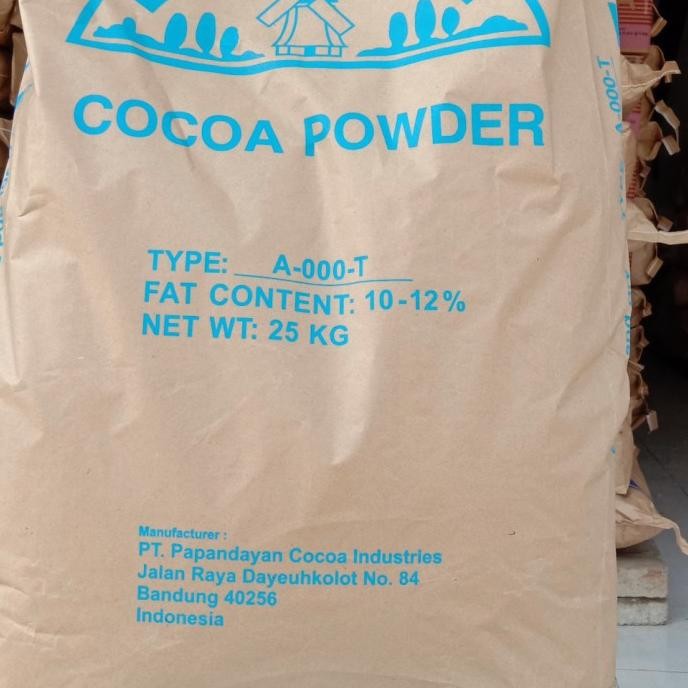 COCOA POWDER
TYPE: A-000-T
FAT CONTENT: 10-12%
NET WT: 25 KG
Manufacturer :
PT. Papandayan Cocoa Industries
Jalan Raya Dayeuhkolot No. 84
Bandung 40256
Indonesia
A-000-T